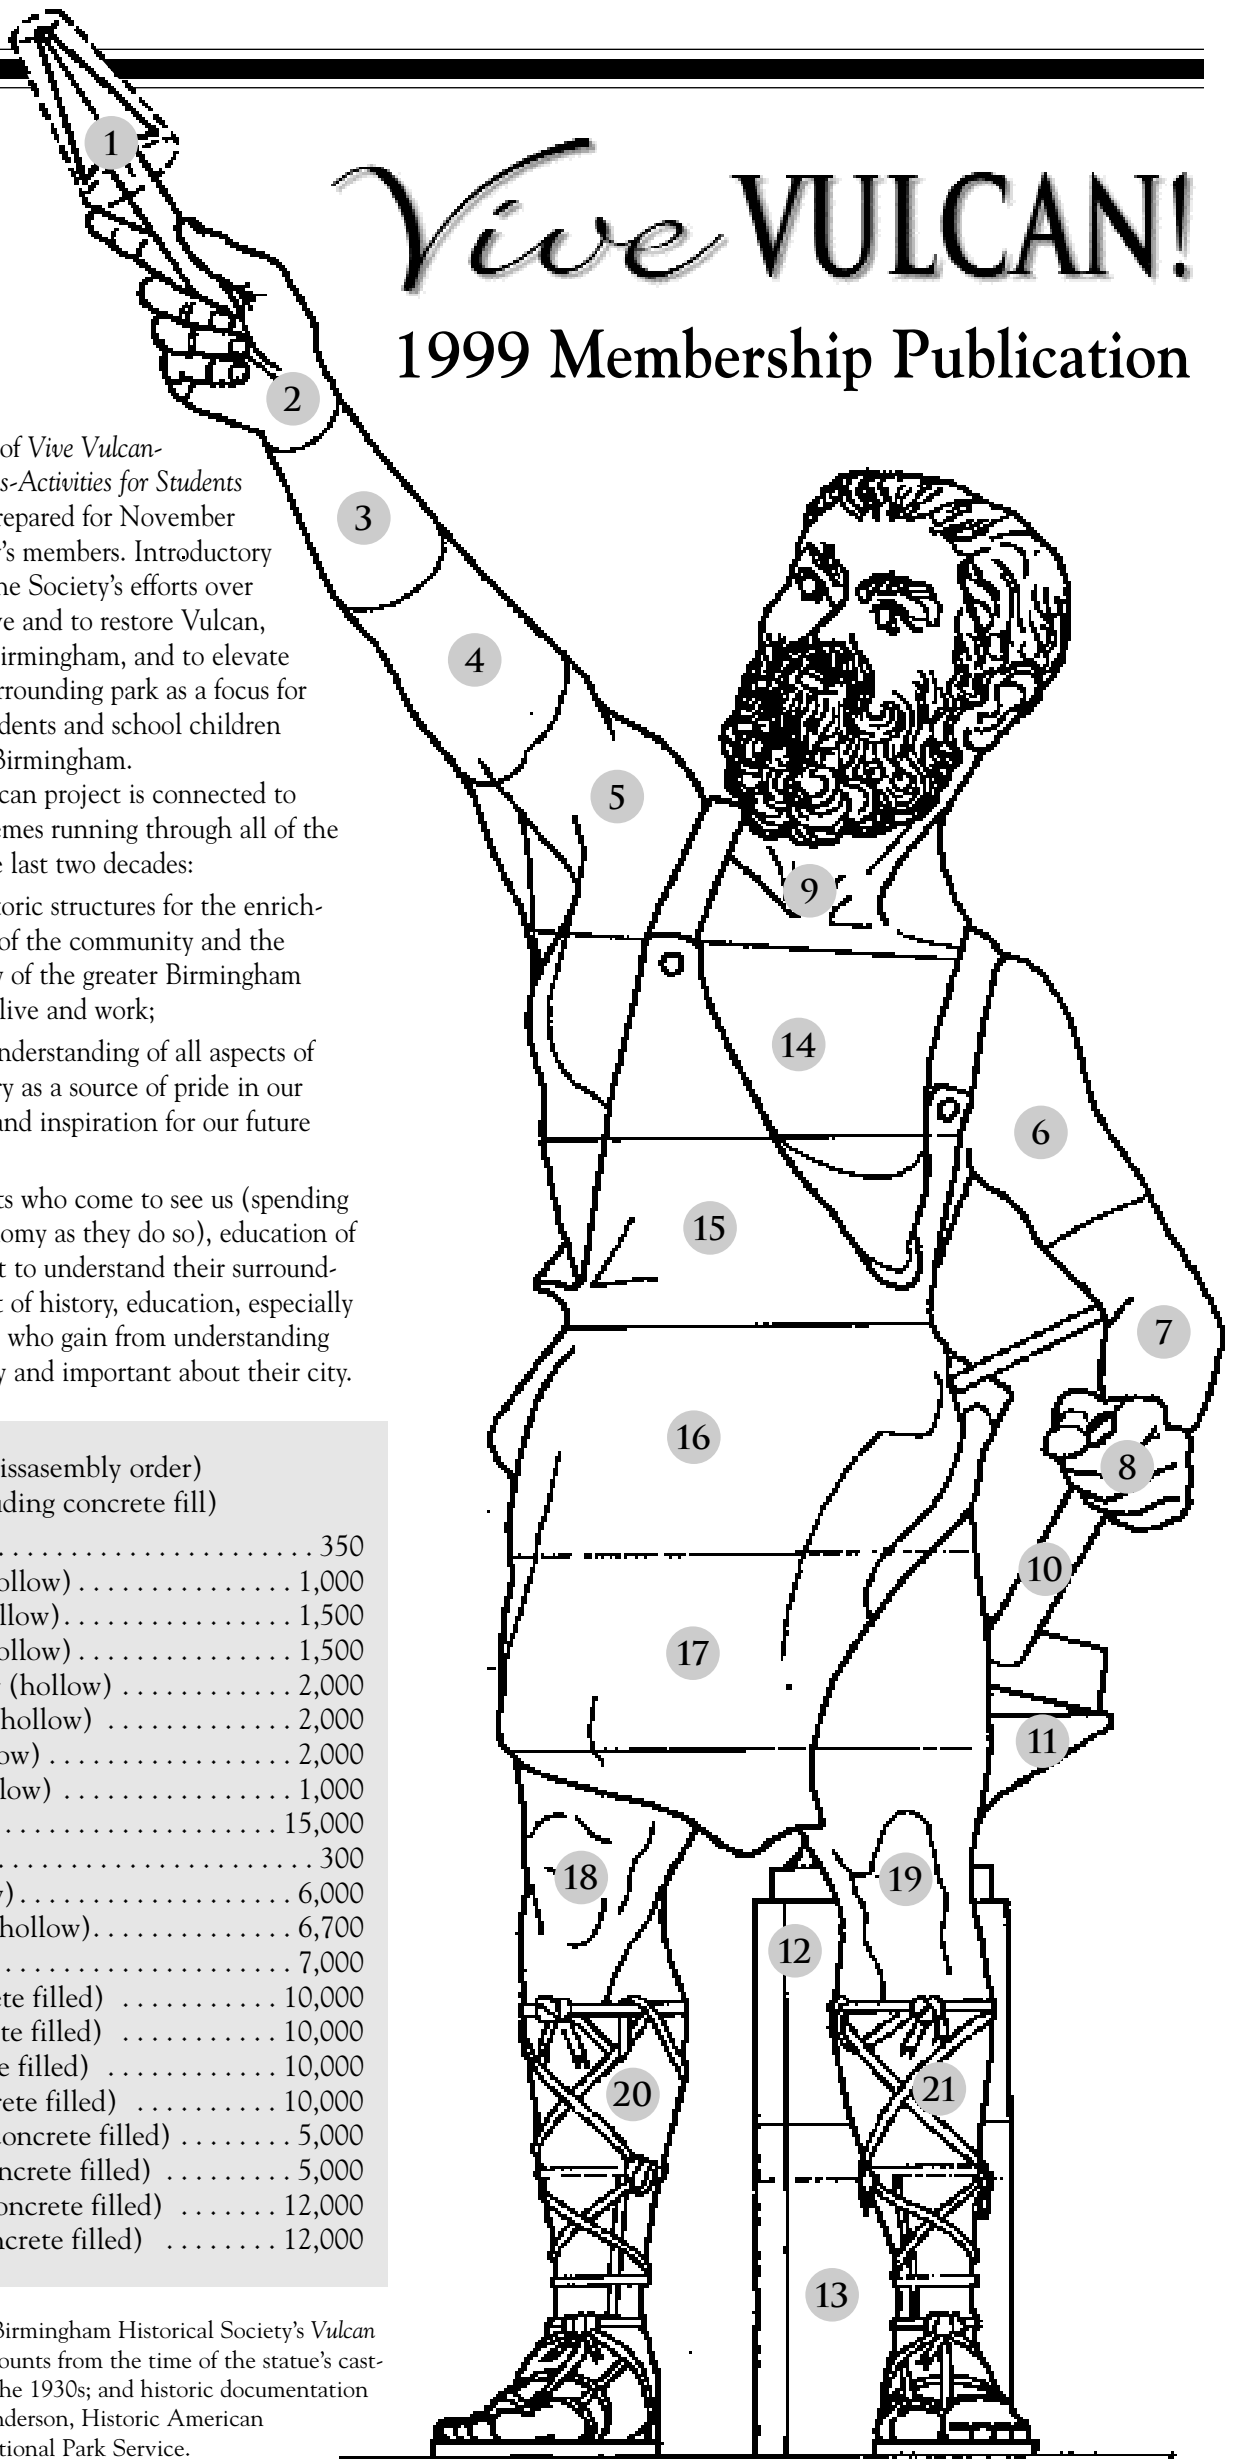 Vive VULCAN!
1999 Membership Publication
of Vive Vulcan-
s-Activities for Students
repared for November
's members. Introductory
he Society's efforts over
ve and to restore Vulcan,
irmingham, and to elevate
rrounding park as a focus for
dents and school children
Birmingham.
can project is connected to
emes running through all of the
e last two decades:
toric structures for the enrich-
of the community and the
y of the greater Birmingham
live and work;
nderstanding of all aspects of
ry as a source of pride in our
and inspiration for our future
ts who come to see us (spending
omy as they do so), education of
t to understand their surround-
t of history, education, especially
who gain from understanding
y and important about their city.
issasembly order)
uding concrete fill)
. . . . . . . . . . . . . . . . . . . . . . . 350
ollow) . . . . . . . . . . . . . . . 1,000
llow). . . . . . . . . . . . . . . . 1,500
ollow) . . . . . . . . . . . . . . . 1,500
(hollow) . . . . . . . . . . . . 2,000
hollow) . . . . . . . . . . . . . 2,000
ow) . . . . . . . . . . . . . . . . . 2,000
low) . . . . . . . . . . . . . . . . 1,000
. . . . . . . . . . . . . . . . . . . . 15,000
. . . . . . . . . . . . . . . . . . . . . . . 300
v) . . . . . . . . . . . . . . . . . . . 6,000
hollow). . . . . . . . . . . . . . 6,700
. . . . . . . . . . . . . . . . . . . . . 7,000
ete filled) . . . . . . . . . . . 10,000
te filled) . . . . . . . . . . . . 10,000
e filled) . . . . . . . . . . . . . 10,000
rete filled) . . . . . . . . . . 10,000
concrete filled) . . . . . . . . 5,000
ncrete filled) . . . . . . . . . 5,000
oncrete filled) . . . . . . . 12,000
ncrete filled) . . . . . . . . 12,000
Birmingham Historical Society's Vulcan
ounts from the time of the statue's cast-
he 1930s; and historic documentation
nderson, Historic American
tional Park Service.
1
2
3
4
5
9
14
6
15
7
16
8
10
17
11
18
19
12
20
21
13